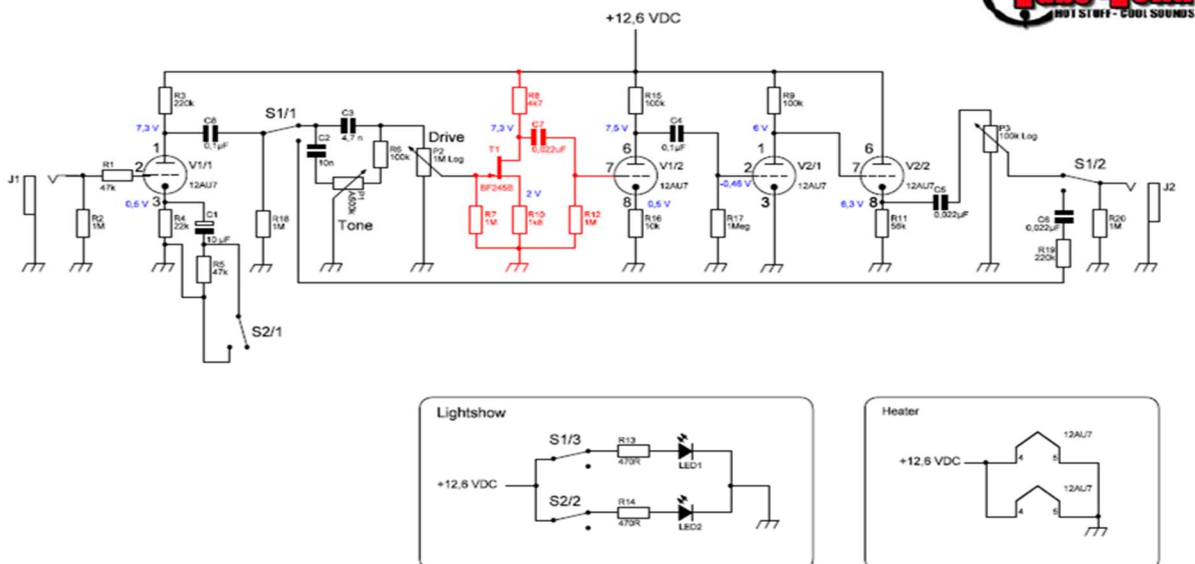 HOT STUFF - COOL SOUNDS
+12,6 VDC
R3
220k
7,3 V
C8
0,1µF
S1/1
C2
10n
C3
4,7 n
R6
100k
Drive
P2
1M Log
R8
4k7
7,3 V
C7
0,022uF
T1
BF245B
2 V
R7
1M
R10
1k8
R12
1M
R15
100k
7,5 V
C4
0,1µF
R9
100k
6 V
P3
100k Log
S1/2
J1
R1
47k
R2
1M
1
2
3
V1/1
12AU7
0,5 V
R4
22k
C1
10 µF
R5
47k
S2/1
R18
1M
P1
A500k
Tone
6
7
8
V1/2
12AU7
0,5 V
R16
10k
-0,46 V
R17
1Meg
1
2
3
V2/1
12AU7
6
7
8
V2/2
12AU7
6,3 V
R11
56k
C5
0,022µF
C6
0,022µF
R19
220k
R20
1M
J2
Lightshow
S1/3
R13
470R
LED1
+12,6 VDC
S2/2
R14
470R
LED2
Heater
12AU7
+12,6 VDC
4
5
12AU7
4
5